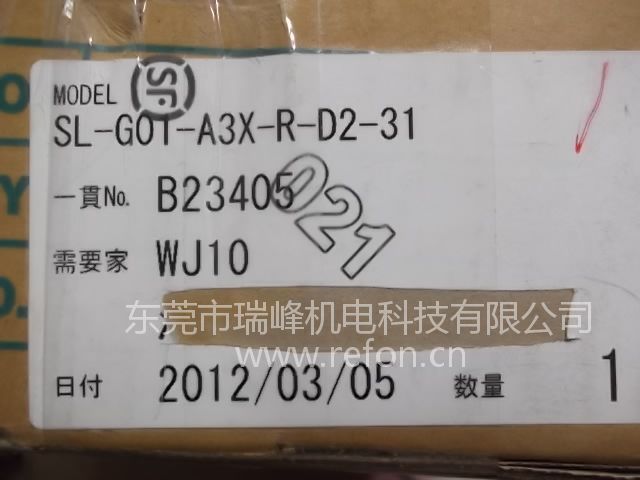 MODEL SF
SL-G01-A3X-R-D2-31
一貫No. B23405
021
需要家 WJ10
东莞市瑞峰机电科技有限公司
www.refon.cn
日付 2012/03/05 数量 1